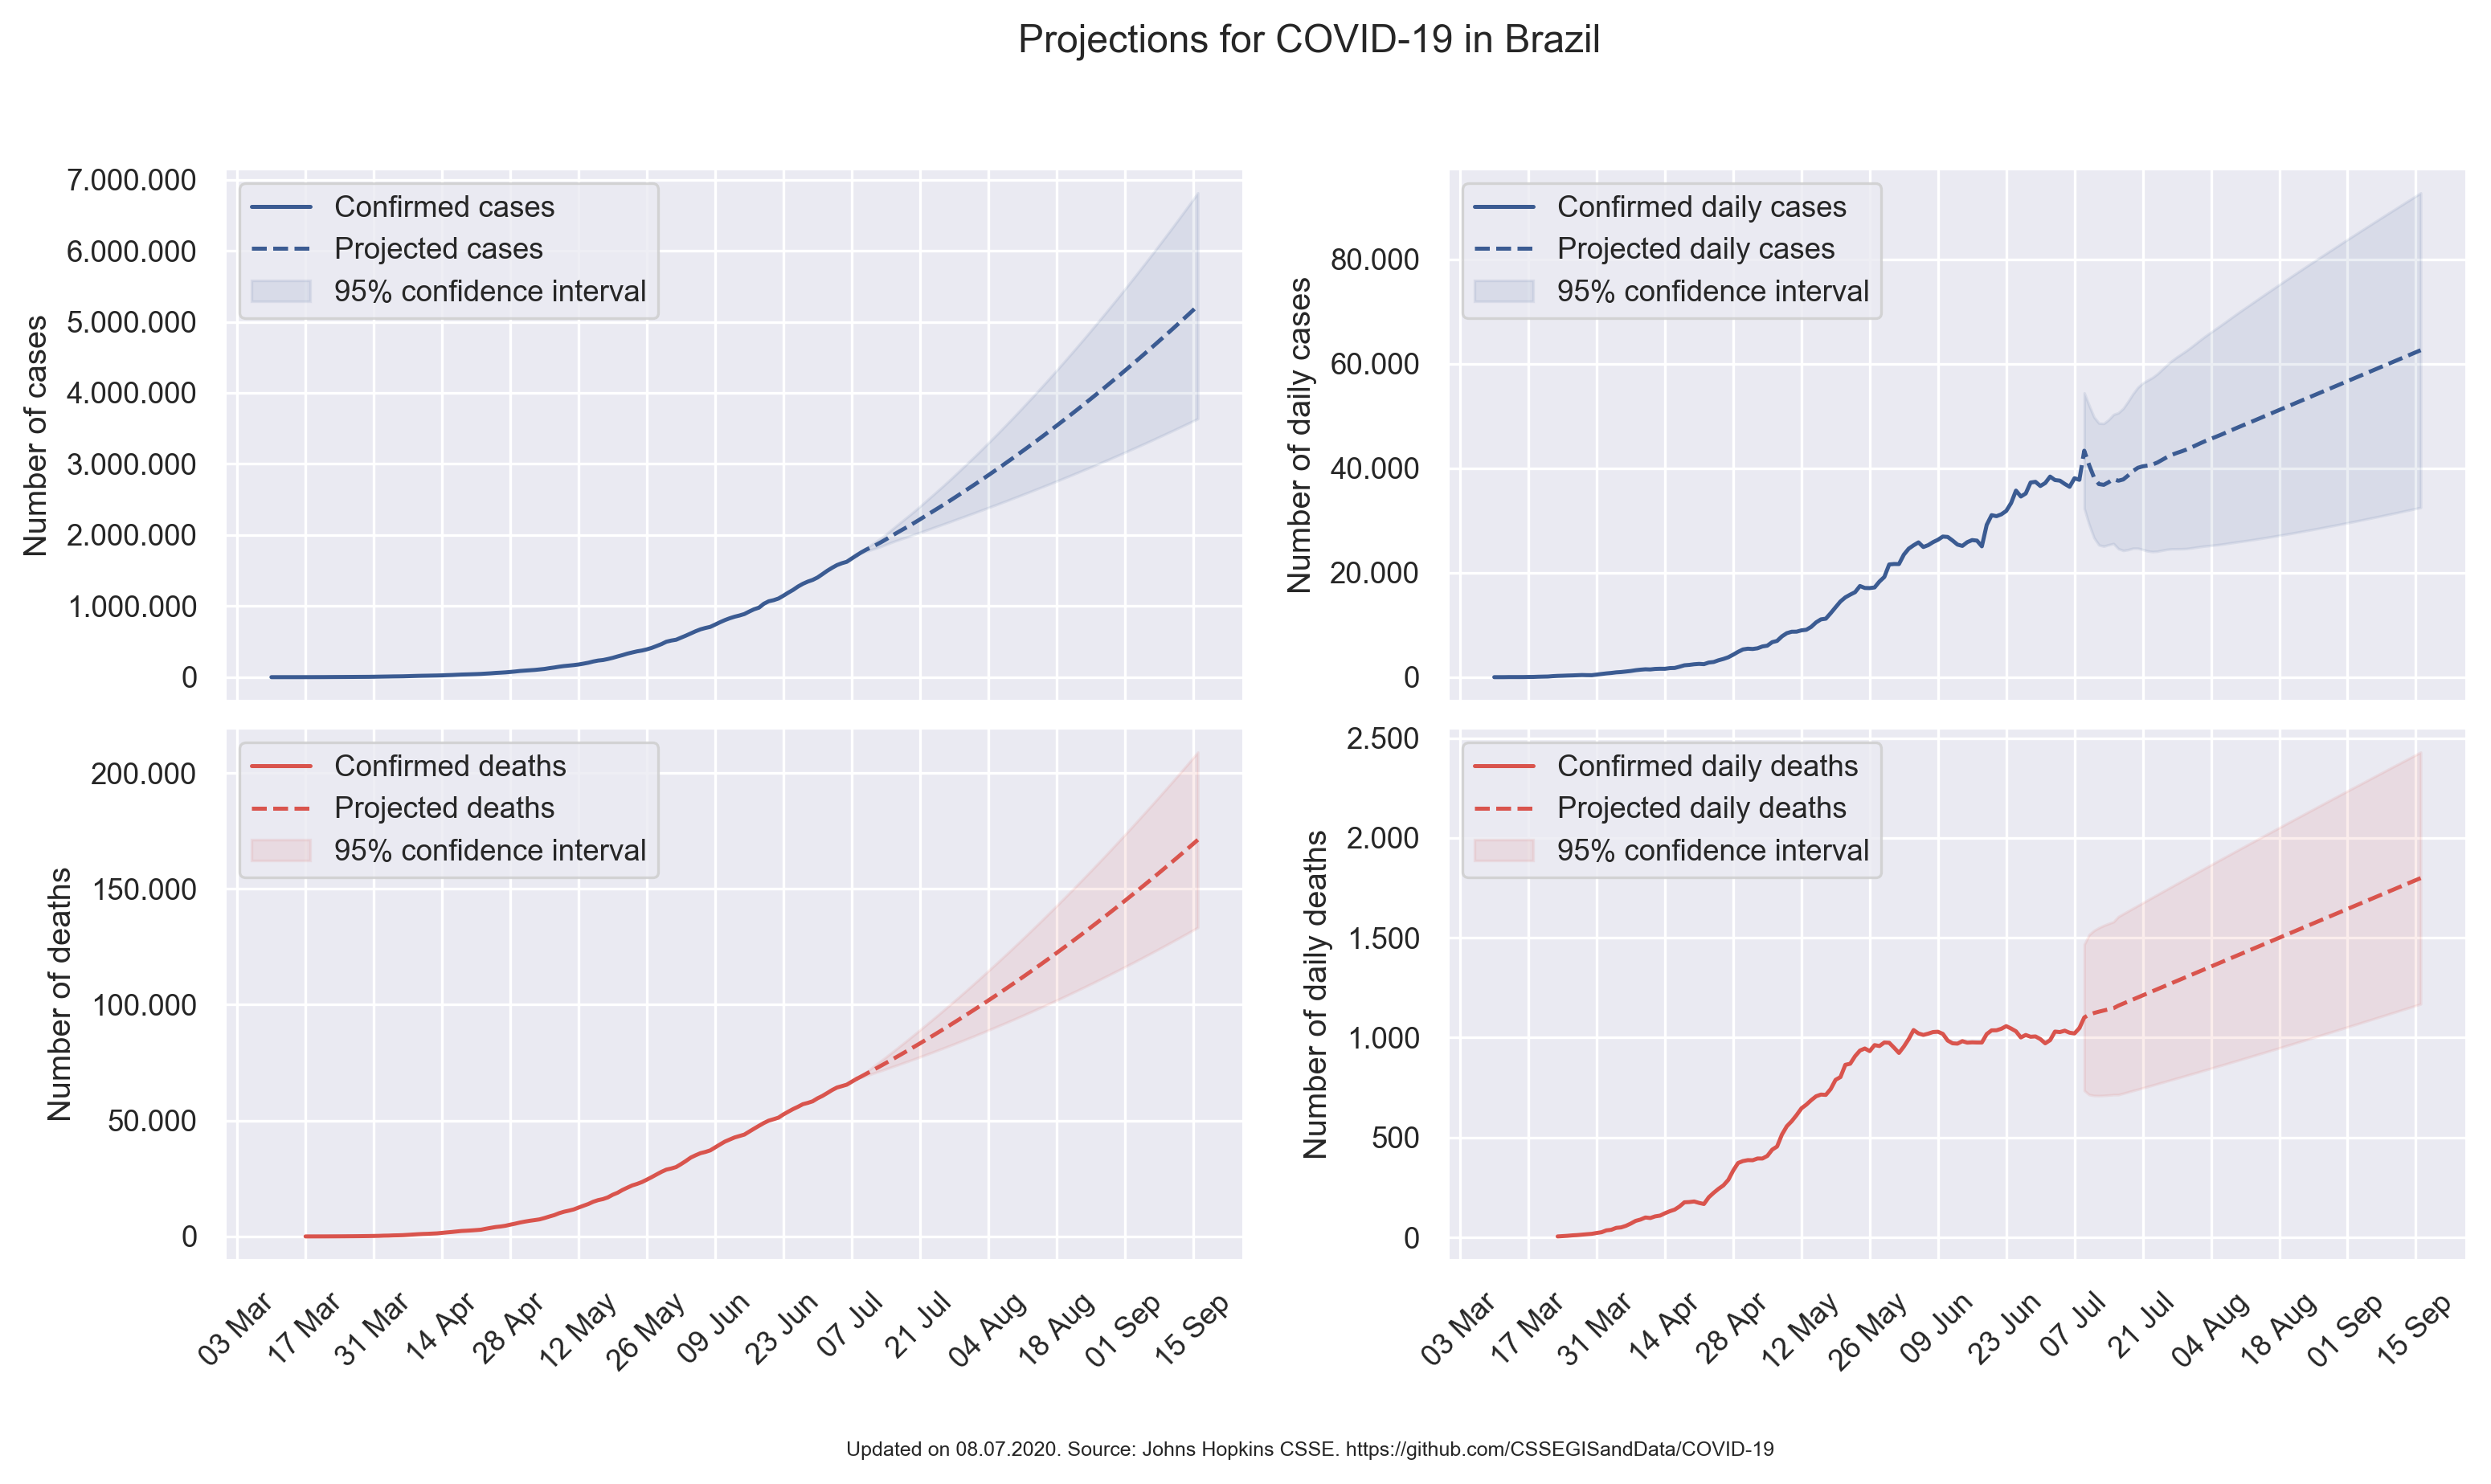 Projections for COVID-19 in Brazil
Number of cases
7.000.000
6.000.000
5.000.000
4.000.000
3.000.000
2.000.000
1.000.000
0
Confirmed cases
Projected cases
95% confidence interval
Number of daily cases
80.000
60.000
40.000
20.000
0
Confirmed daily cases
Projected daily cases
95% confidence interval
Number of deaths
200.000
150.000
100.000
50.000
0
Confirmed deaths
Projected deaths
95% confidence interval
03 Mar
17 Mar
31 Mar
14 Apr
28 Apr
12 May
26 May
09 Jun
23 Jun
07 Jul
21 Jul
04 Aug
18 Aug
01 Sep
15 Sep
Number of daily deaths
2.500
2.000
1.500
1.000
500
0
Confirmed daily deaths
Projected daily deaths
95% confidence interval
03 Mar
17 Mar
31 Mar
14 Apr
28 Apr
12 May
26 May
09 Jun
23 Jun
07 Jul
21 Jul
04 Aug
18 Aug
01 Sep
15 Sep
Updated on 08.07.2020. Source: Johns Hopkins CSSE. https://github.com/CSSEGISandData/COVID-19